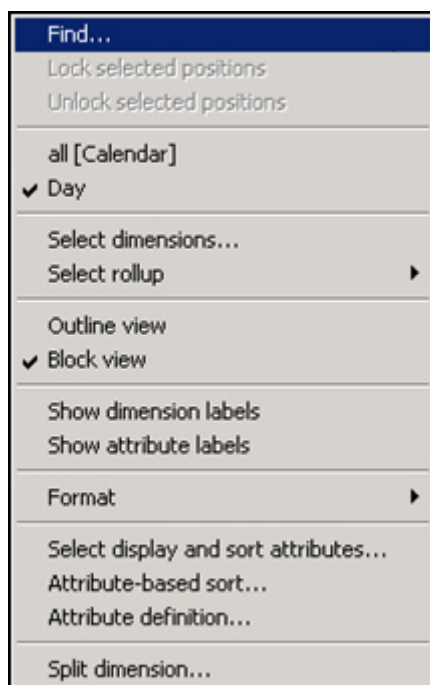 Find...
Lock selected positions
Unlock selected positions
all [Calendar]
Day
Select dimensions...
Select rollup
Outline view
Block view
Show dimension labels
Show attribute labels
Format
Select display and sort attributes...
Attribute-based sort...
Attribute definition...
Split dimension...